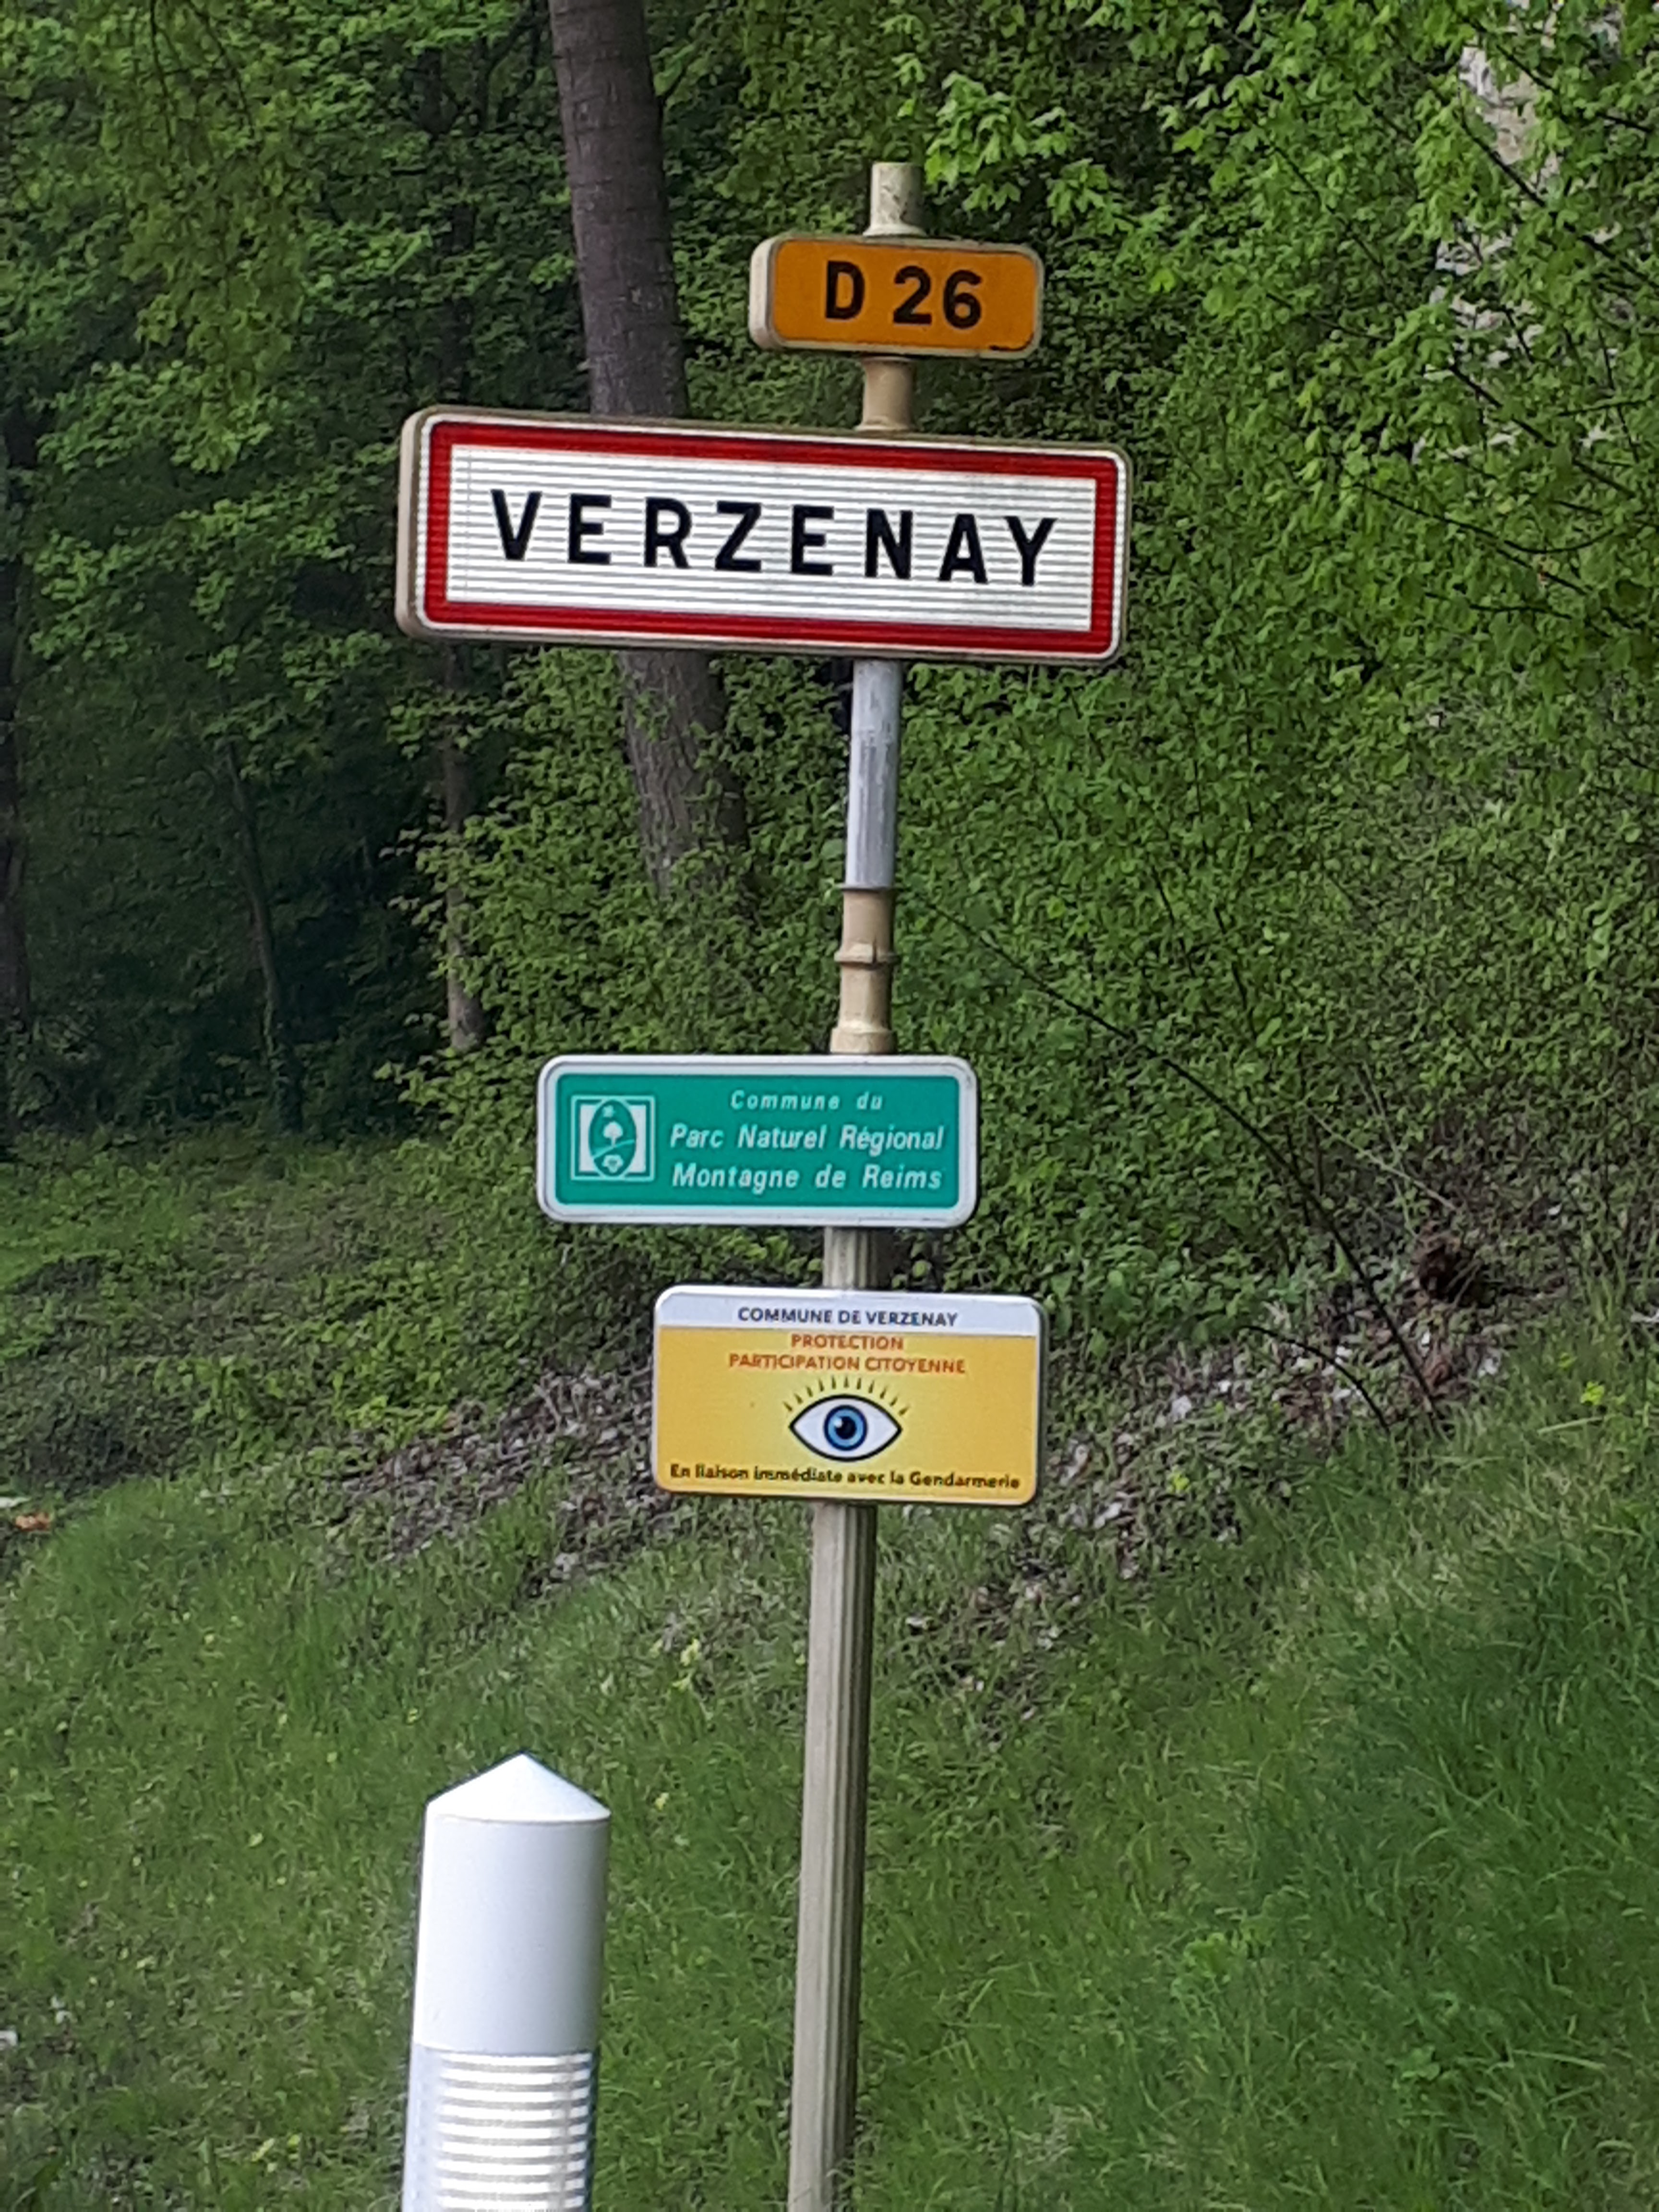 D 26
VERZENAY
Commune du
Parc Naturel Régional
Montagne de Reims
COMMUNE DE VERZENAY
PROTECTION
PARTICIPATION CITOYENNE
En liaison immédiate avec la Gendarmerie